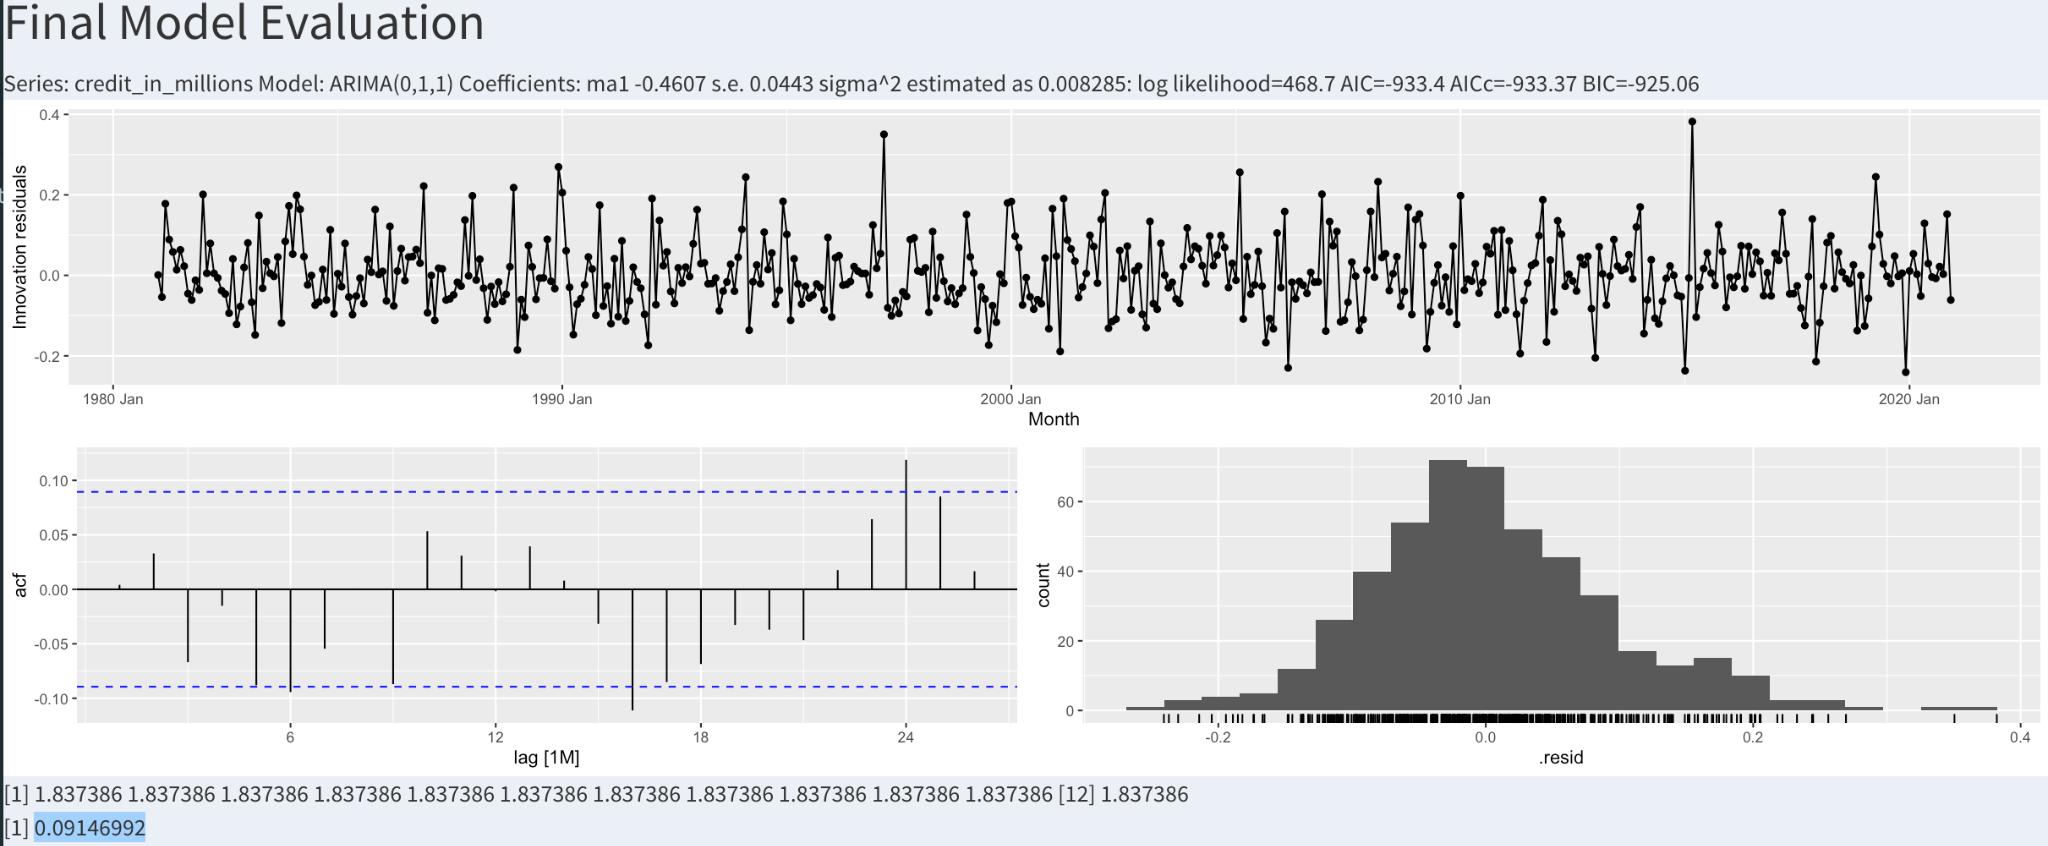 Final Model Evaluation
Series: credit_in_millions Model: ARIMA(0,1,1) Coefficients: ma1 -0.4607 s.e. 0.0443 sigma^2 estimated as 0.008285: log likelihood=468.7 AIC=-933.4 AICc=-933.37 BIC=-925.06
Innovation residuals
0.4
0.2
0.0
-0.2
1980 Jan
1990 Jan
2000 Jan
2010 Jan
2020 Jan
Month
acf
0.10
0.05
0.00
-0.05
-0.10
6
12
18
24
lag [1M]
count
60
40
20
0
-0.2
0.0
0.2
0.4
.resid
[1] 1.837386 1.837386 1.837386 1.837386 1.837386 1.837386 1.837386 1.837386 1.837386 1.837386 1.837386 [12] 1.837386
[1] 0.09146992